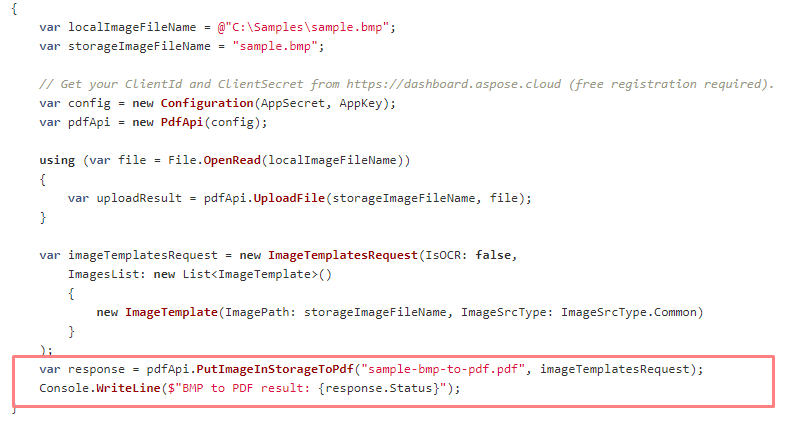 {
var localImageFileName = @"C:\Samples\sample.bmp";
var storageImageFileName = "sample.bmp";
// Get your ClientId and ClientSecret from https://dashboard.aspose.cloud (free registration required).
var config = new Configuration(AppSecret, AppKey);
var pdfApi = new PdfApi(config);
using (var file = File.OpenRead(localImageFileName))
{
var uploadResult = pdfApi.UploadFile(storageImageFileName, file);
}
var imageTemplatesRequest = new ImageTemplatesRequest(IsOCR: false,
ImagesList: new List<ImageTemplate>()
{
new ImageTemplate(ImagePath: storageImageFileName, ImageSrcType: ImageSrcType.Common)
}
);
var response = pdfApi.PutImageInStorageToPdf("sample-bmp-to-pdf.pdf", imageTemplatesRequest);
Console.WriteLine($"BMP to PDF result: {response.Status}");
}